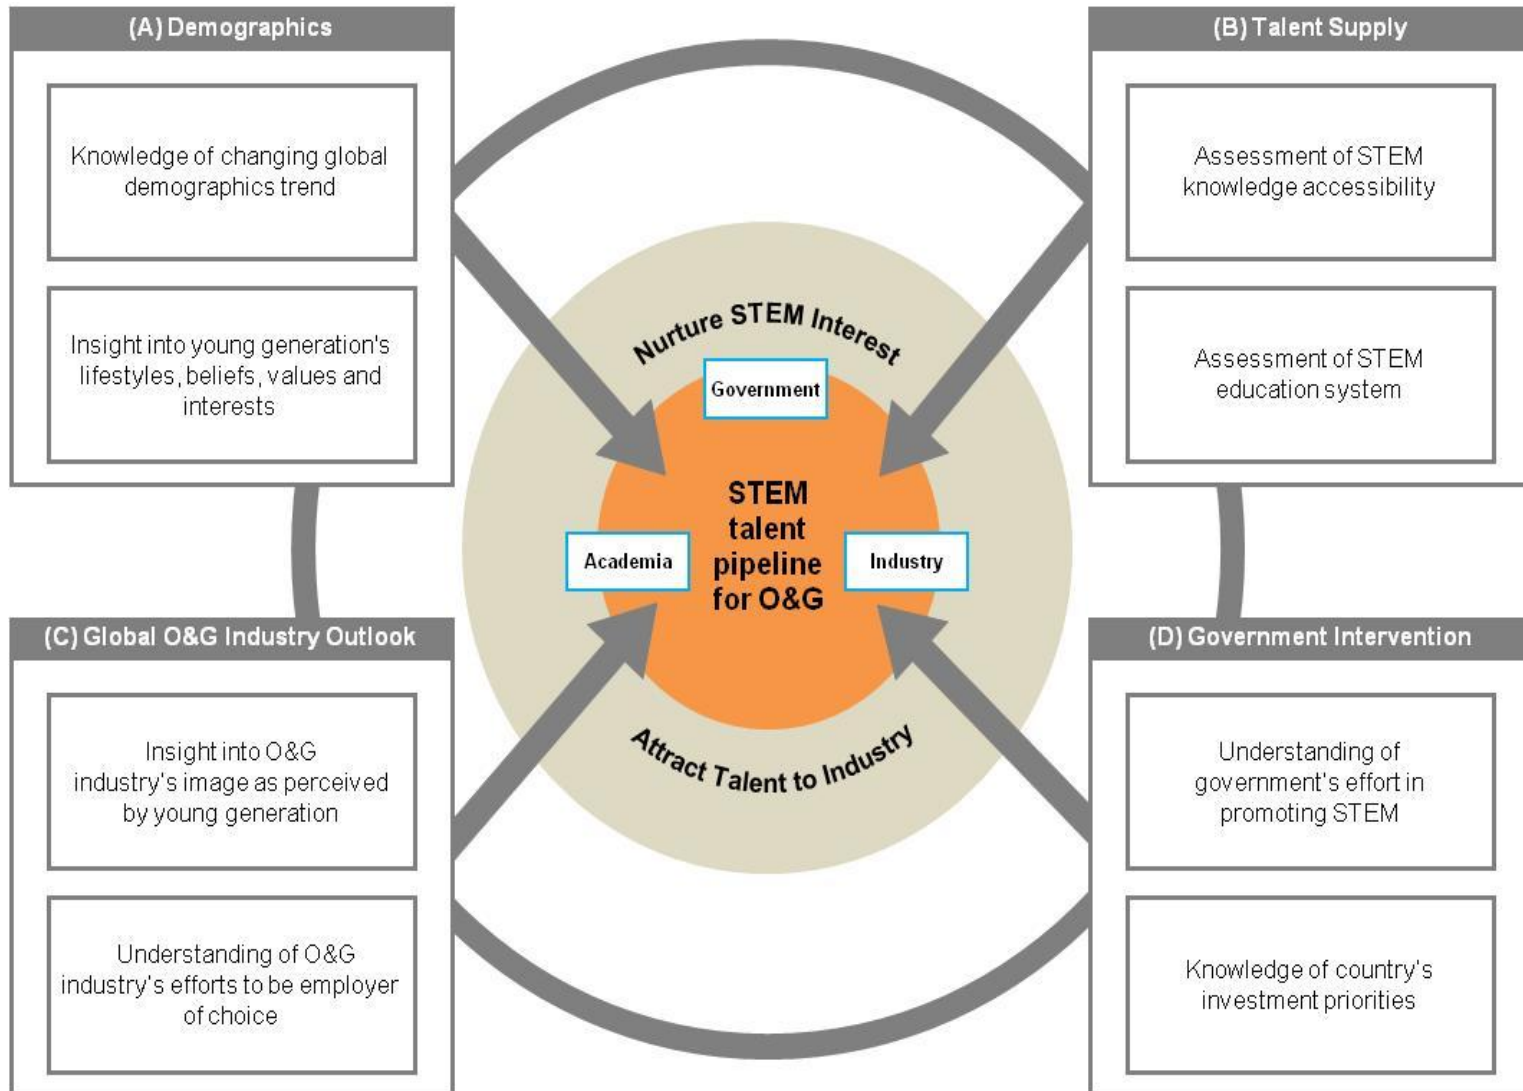 (A) Demographics
Knowledge of changing global
demographics trend
Insight into young generation's
lifestyles, beliefs, values and
interests
(B) Talent Supply
Assessment of STEM
knowledge accessibility
Assessment of STEM
education system
Nurture STEM Interest
Government
STEM
talent
pipeline
for O&G
Academia
Industry
Attract Talent to Industry
(C) Global O&G Industry Outlook
Insight into O&G
industry's image as perceived
by young generation
Understanding of O&G
industry's efforts to be employer
of choice
(D) Government Intervention
Understanding of
government's effort in
promoting STEM
Knowledge of country's
investment priorities